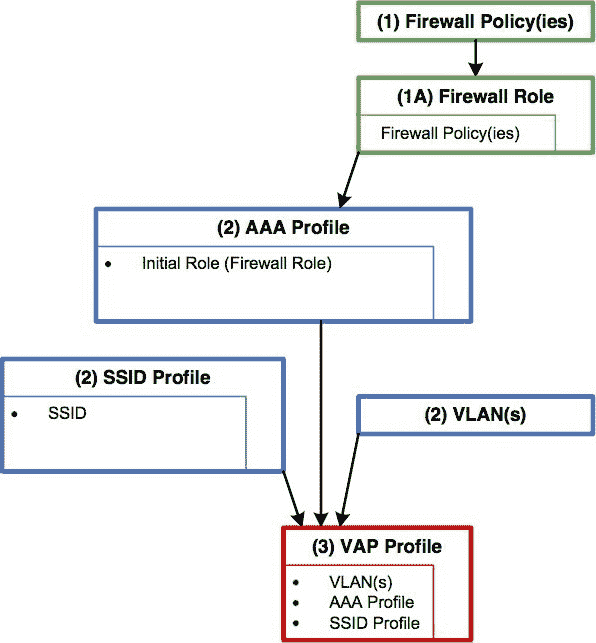 (1) Firewall Policy(ies)
(1A) Firewall Role
Firewall Policy(ies)
(2) AAA Profile
• Initial Role (Firewall Role)
(2) SSID Profile
• SSID
(2) VLAN(s)
(3) VAP Profile
• VLAN(s)
• AAA Profile
• SSID Profile